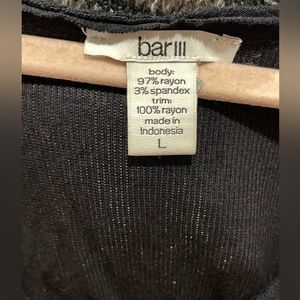 bar III
body:
97% rayon
3% spandex
trim:
100% rayon
made in
Indonesia
L